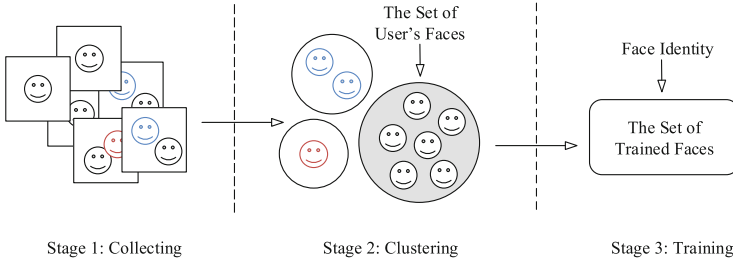 The Set of
User's Faces
Face Identity
The Set of
Trained Faces
Stage 1: Collecting
Stage 2: Clustering
Stage 3: Training